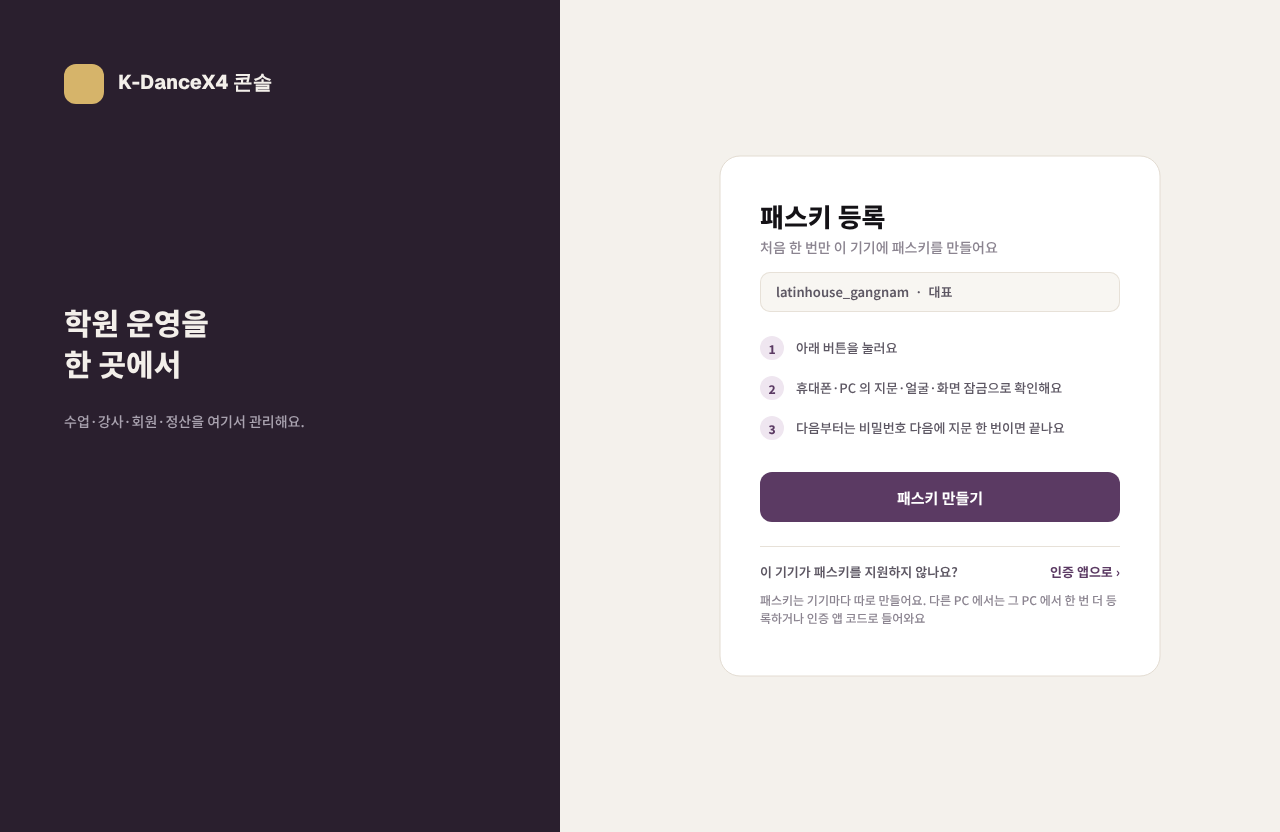 K-DanceX4 콘솔
학원 운영을
한 곳에서
수업·강사·회원·정산을 여기서 관리해요.
패스키 등록
처음 한 번만 이 기기에 패스키를 만들어요
latinhouse_gangnam · 대표
1 아래 버튼을 눌러요
2 휴대폰·PC 의 지문·얼굴·화면 잠금으로 확인해요
3 다음부터는 비밀번호 다음에 지문 한 번이면 끝나요
패스키 만들기
이 기기가 패스키를 지원하지 않나요? 인증 앱으로 ›
패스키는 기기마다 따로 만들어요. 다른 PC 에서는 그 PC 에서 한 번 더 등
록하거나 인증 앱 코드로 들어와요